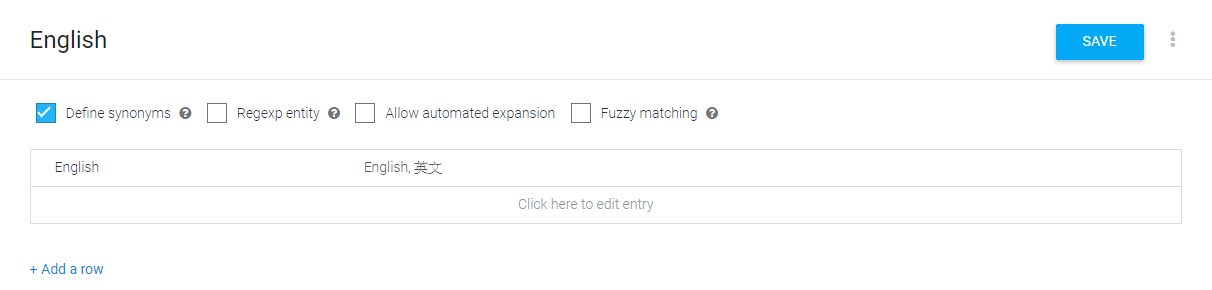 English
SAVE
Define synonyms ? Regexp entity ? Allow automated expansion Fuzzy matching ?
English English, 英文
Click here to edit entry
+ Add a row